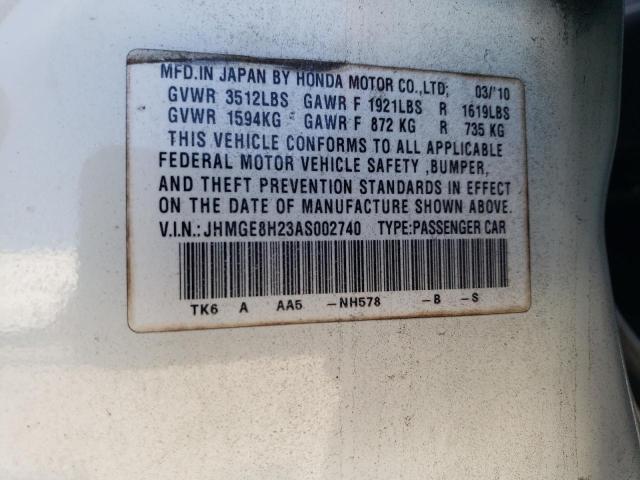 MFD.IN JAPAN BY HONDA MOTOR CO.,LTD; 03/'10
GVWR 3512LBS GAWR F 1921LBS R 1619LBS
GVWR 1594KG GAWR F 872 KG R 735 KG
THIS VEHICLE CONFORMS TO ALL APPLICABLE
FEDERAL MOTOR VEHICLE SAFETY ,BUMPER,
AND THEFT PREVENTION STANDARDS IN EFFECT
ON THE DATE OF MANUFACTURE SHOWN ABOVE.
V.I.N.:JHMGE8H23AS002740 TYPE:PASSENGER CAR
TK6 A AA5 -NH578 -B -S